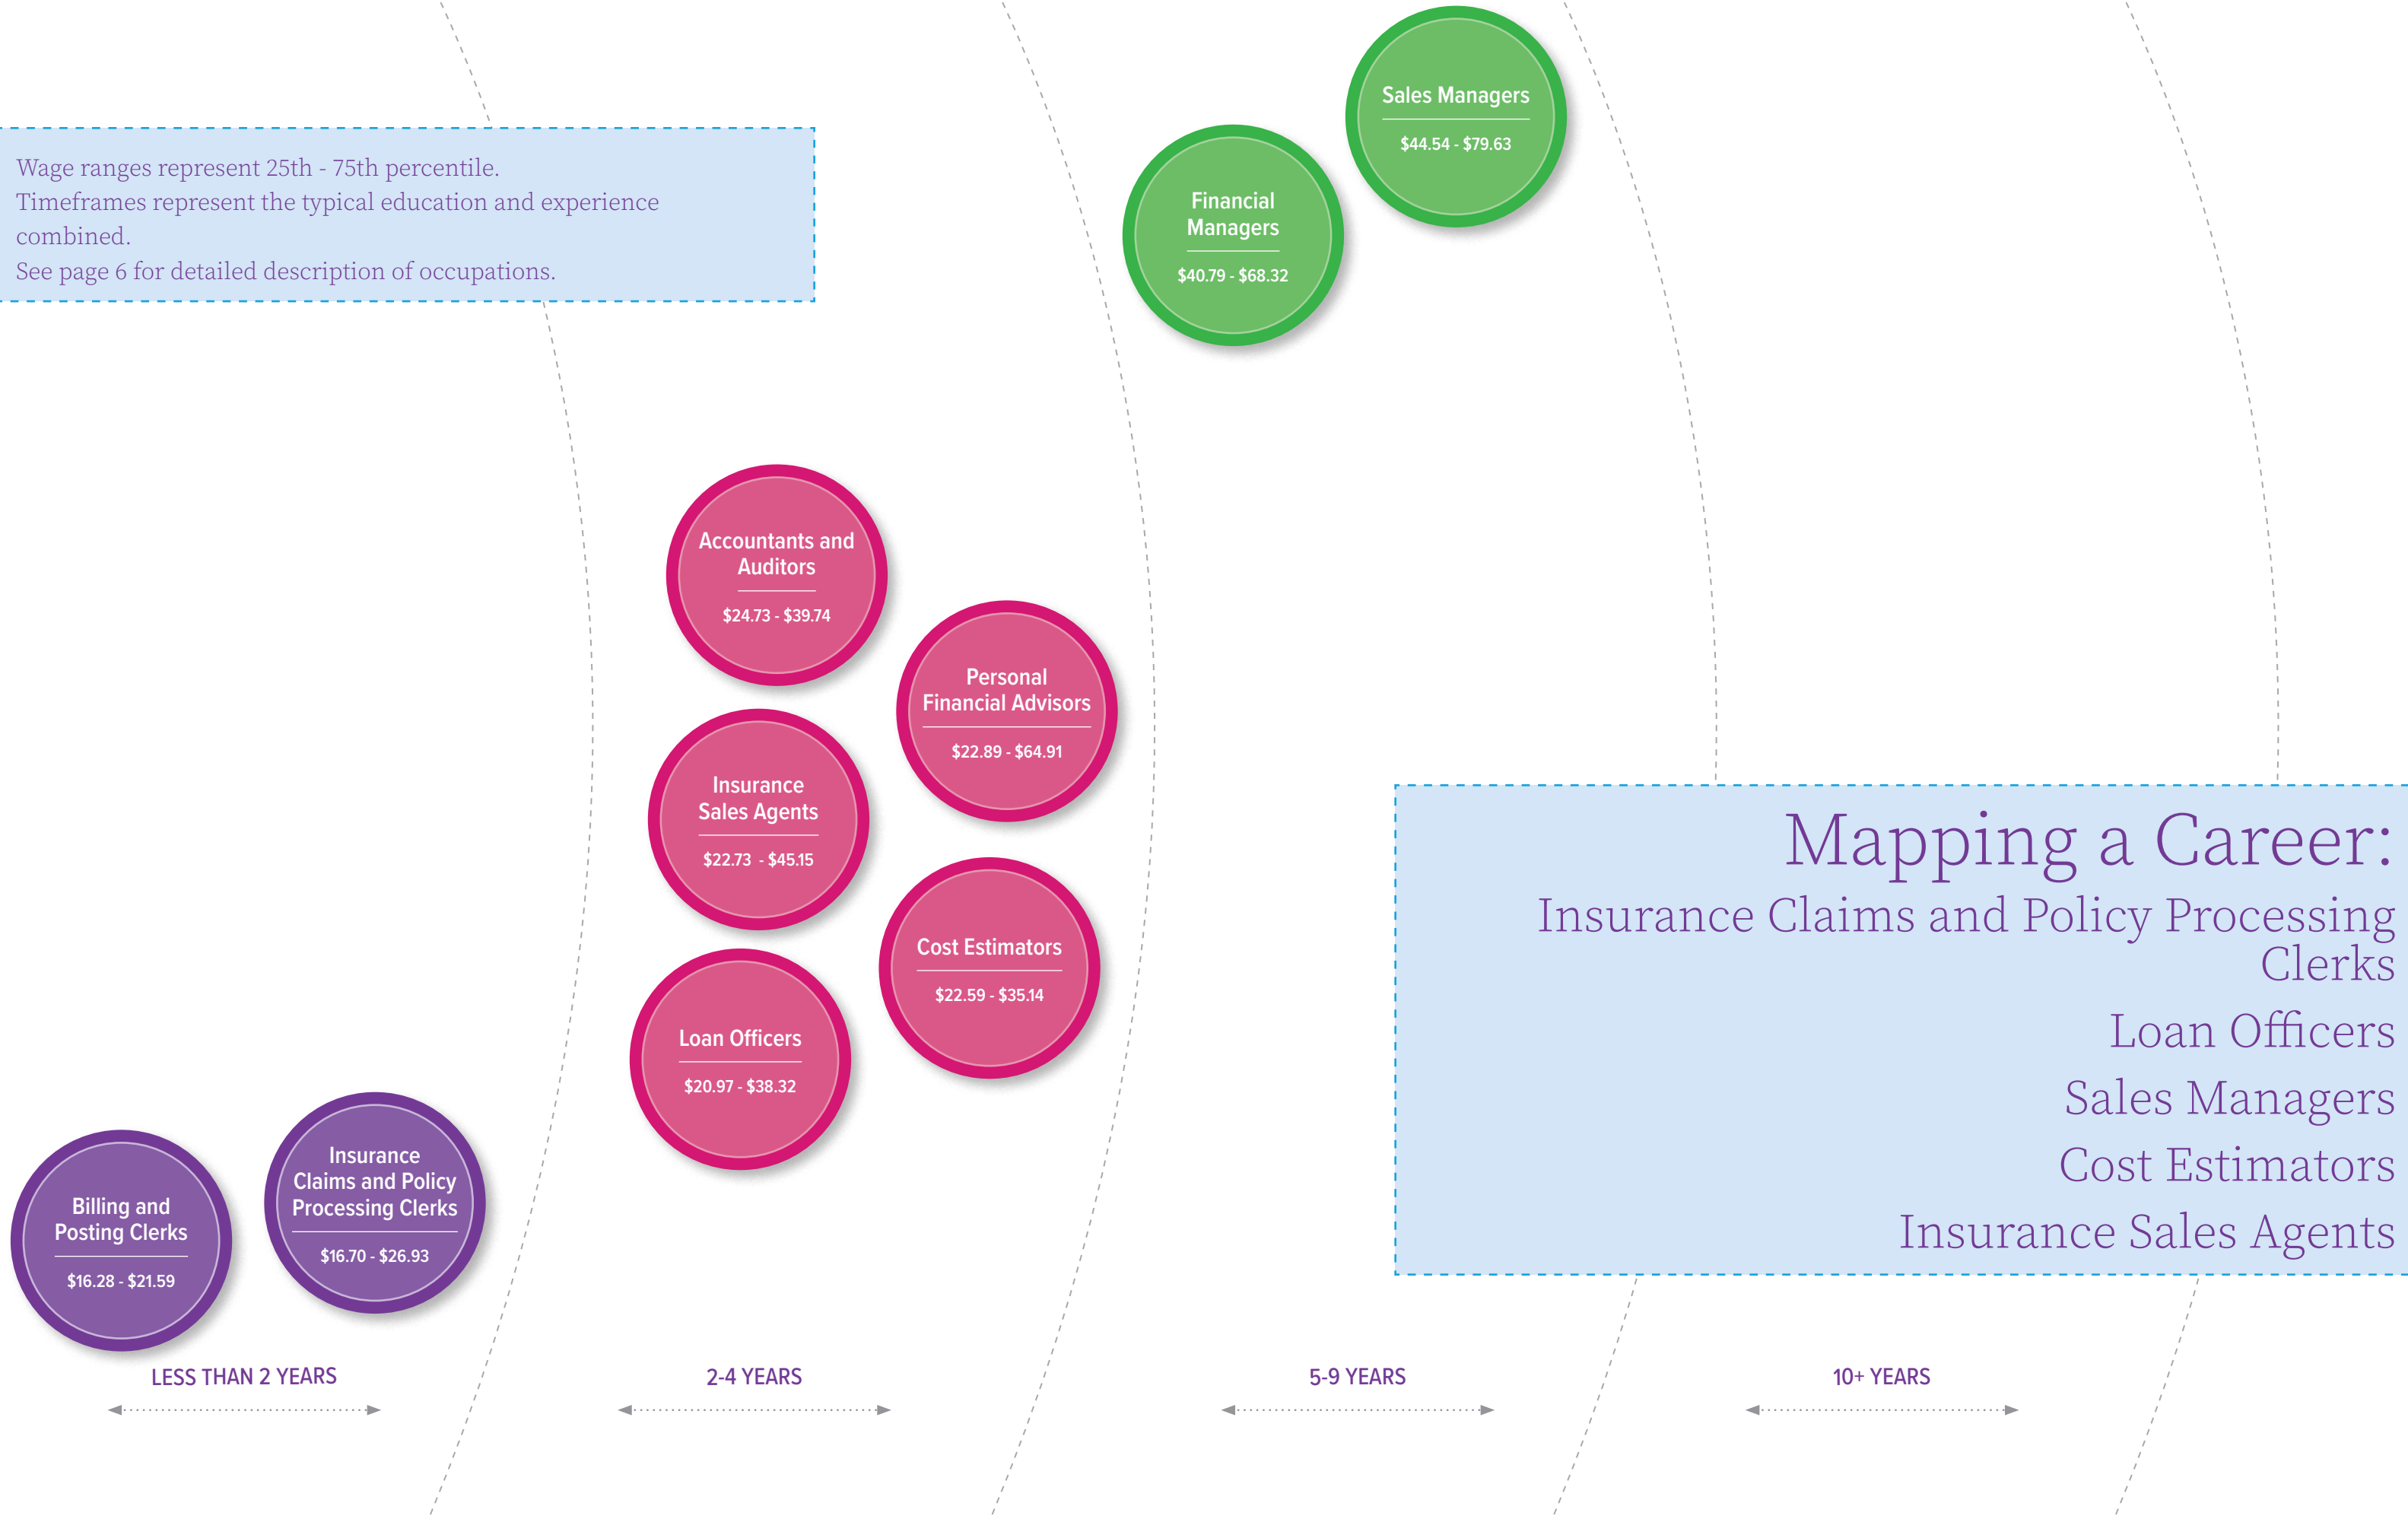 Sales Managers
$44.54 - $79.63
Wage ranges represent 25th - 75th percentile.
Timeframes represent the typical education and experience
combined.
See page 6 for detailed description of occupations.
Financial
Managers
$40.79 - $68.32
Accountants and
Auditors
$24.73 - $39.74
Personal
Financial Advisors
$22.89 - $64.91
Insurance
Sales Agents
$22.73 - $45.15
Cost Estimators
$22.59 - $35.14
Loan Officers
$20.97 - $38.32
Insurance
Claims and Policy
Processing Clerks
$16.70 - $26.93
Billing and
Posting Clerks
$16.28 - $21.59
Mapping a Career:
Insurance Claims and Policy Processing
Clerks
Loan Officers
Sales Managers
Cost Estimators
Insurance Sales Agents
LESS THAN 2 YEARS
2-4 YEARS
5-9 YEARS
10+ YEARS